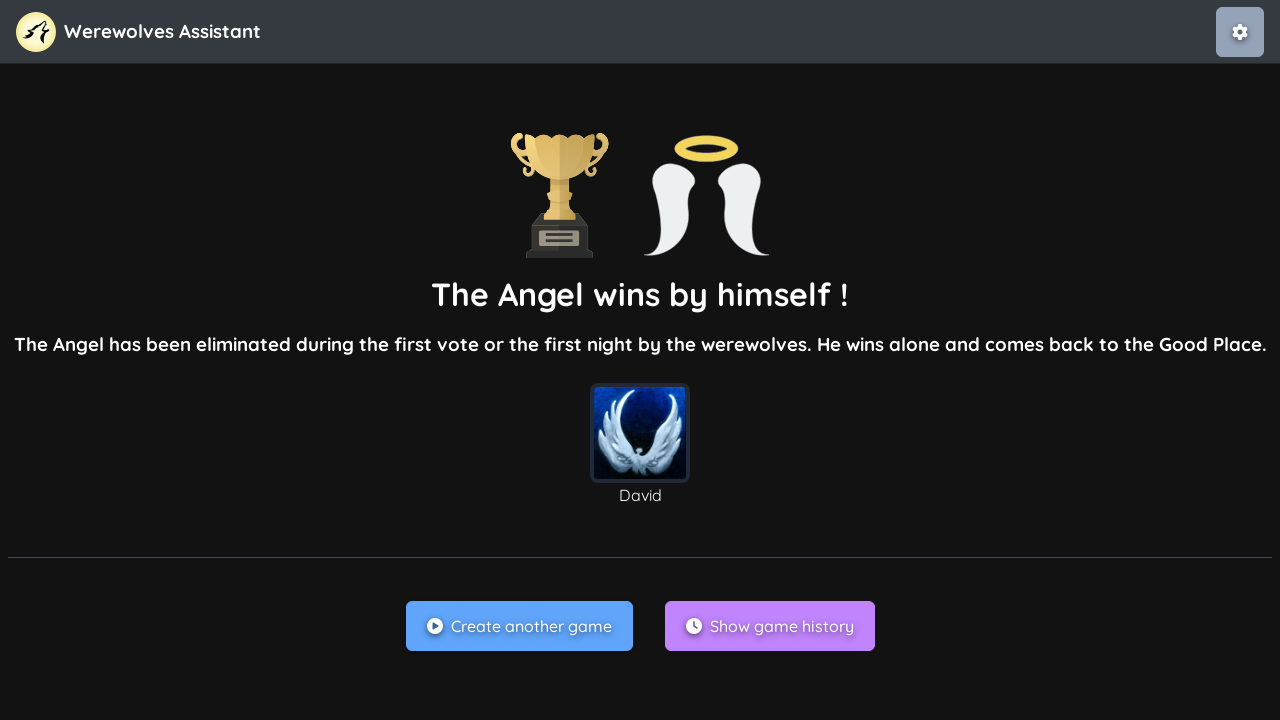 Werewolves Assistant
The Angel wins by himself !
The Angel has been eliminated during the first vote or the first night by the werewolves. He wins alone and comes back to the Good Place.
David
Create another game
Show game history